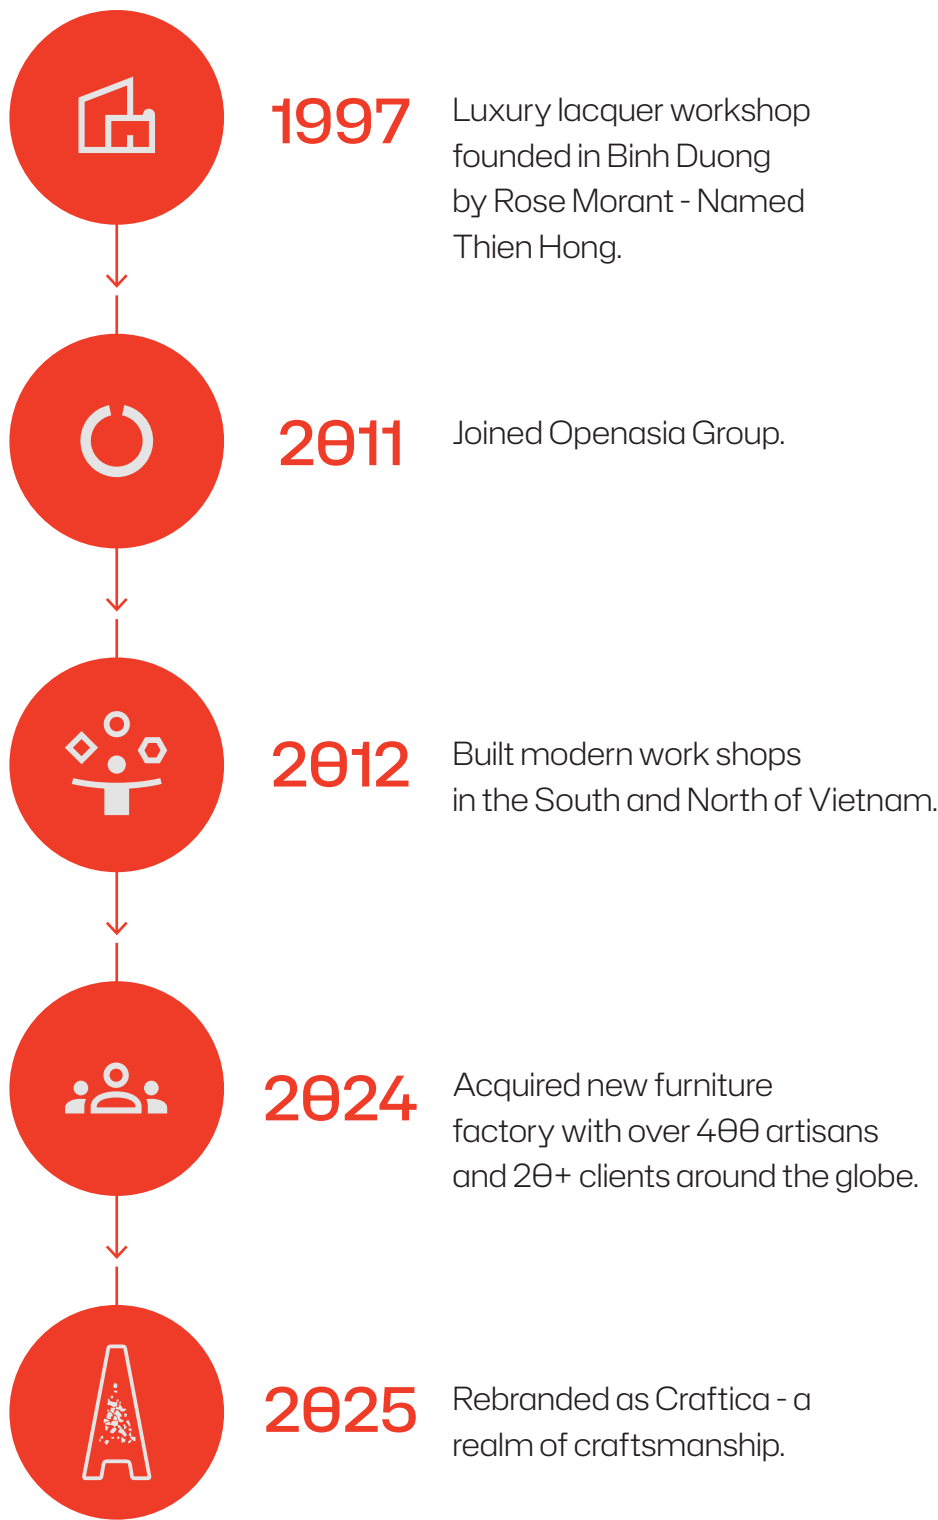 1997
Luxury lacquer workshop
founded in Binh Duong
by Rose Morant - Named
Thien Hong.
2011
Joined Openasia Group.
2012
Built modern work shops
in the South and North of Vietnam.
2024
Acquired new furniture
factory with over 400 artisans
and 20+ clients around the globe.
2025
Rebranded as Craftica - a
realm of craftsmanship.